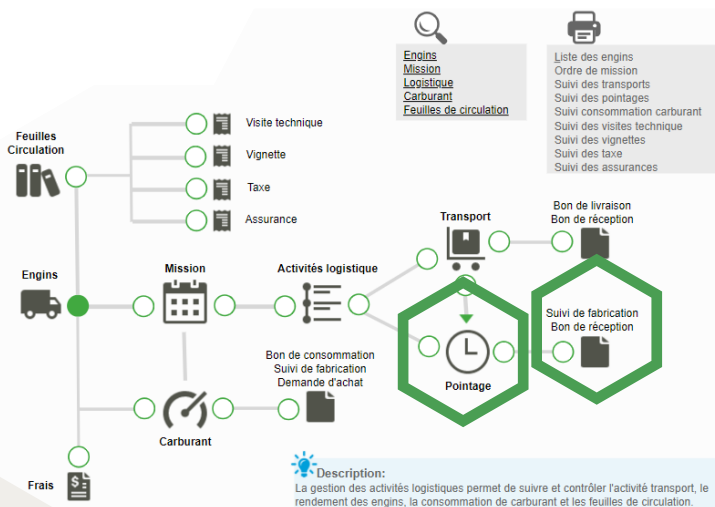 Engins
Mission
Logistique
Carburant
Feuilles de circulation
Liste des engins
Ordre de mission
Suivi des transports
Suivi des pointages
Suivi consommation carburant
Suivi des visites technique
Suivi des vignettes
Suivi des taxe
Suivi des assurances
Feuilles
Circulation
Visite technique
Vignette
Taxe
Assurance
Transport
Bon de livraison
Bon de réception
Engins
Mission
Activités logistique
Suivi de fabrication
Bon de réception
Pointage
Bon de consommation
Suivi de fabrication
Demande d'achat
Carburant
Frais
Description:
La gestion des activités logistiques permet de suivre et contrôler l'activité transport, le
rendement des engins, la consommation de carburant et les feuilles de circulation.